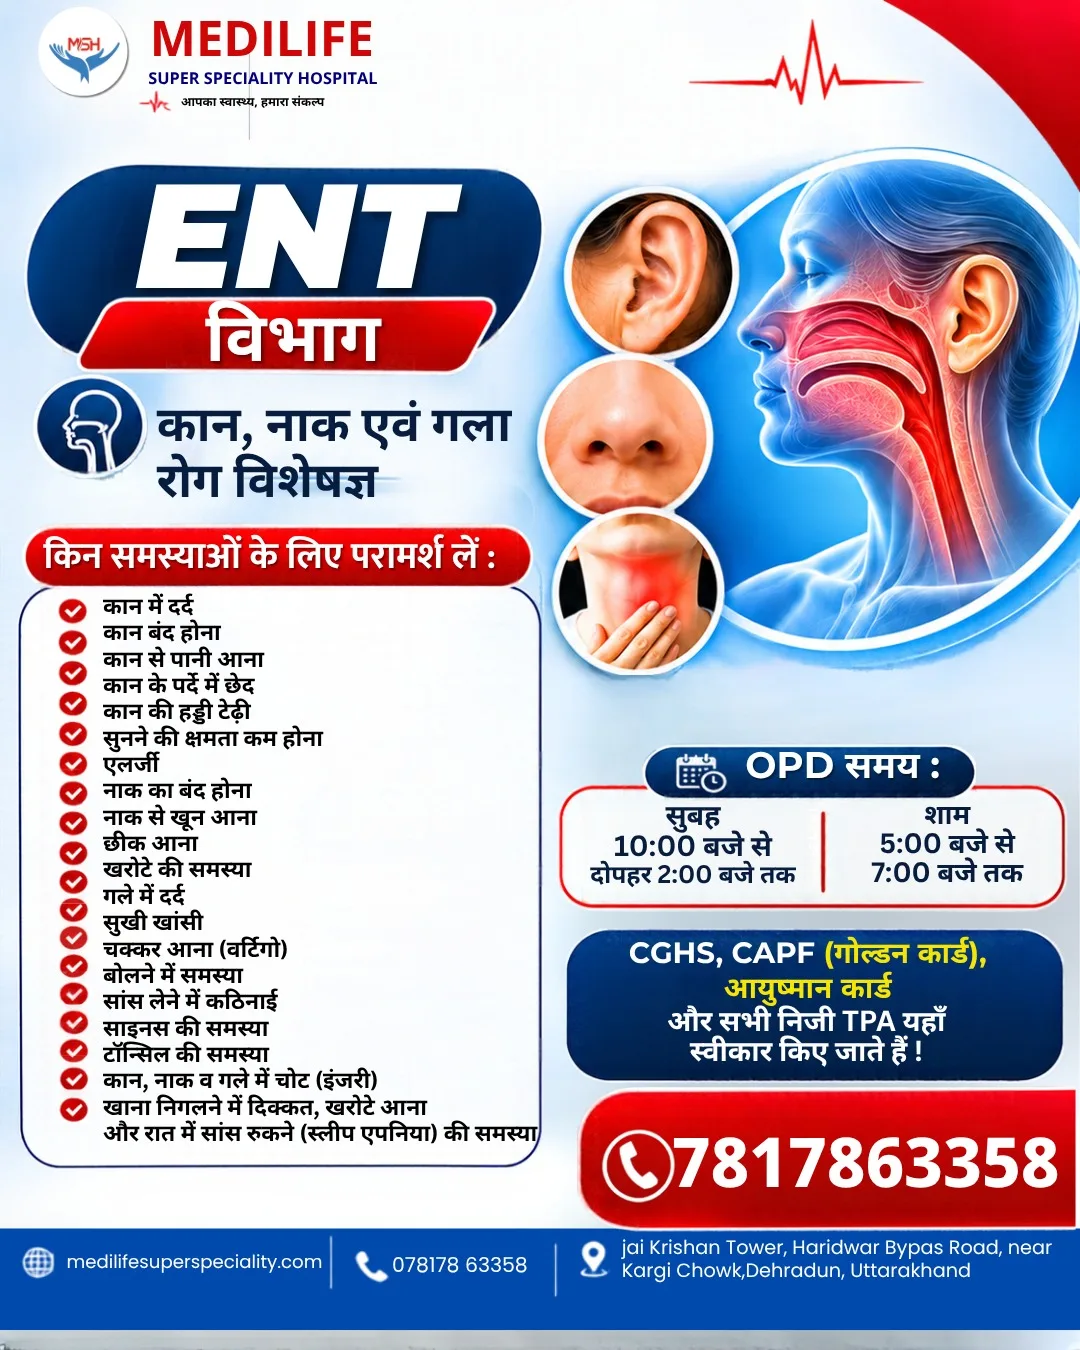 MSH
MEDILIFE
SUPER SPECIALITY HOSPITAL
आपका स्वास्थ्य, हमारा संकल्प
ENT
विभाग
कान, नाक एवं गला
रोग विशेषज्ञ
किन समस्याओं के लिए परामर्श लें :
कान में दर्द
कान बंद होना
कान से पानी आना
कान के पर्दे में छेद
कान की हड्डी टेढ़ी
सुनने की क्षमता कम होना
एलर्जी
नाक का बंद होना
नाक से खून आना
छीक आना
खरोटे की समस्या
गले में दर्द
सुखी खांसी
चक्कर आना (वर्टिगो)
बोलने में समस्या
सांस लेने में कठिनाई
साइनस की समस्या
टॉन्सिल की समस्या
कान, नाक व गले में चोट (इंजरी)
खाना निगलने में दिक्कत, खरोटे आना
और रात में सांस रुकने (स्लीप एपनिया) की समस्या
OPD समय :
सुबह
10:00 बजे से
दोपहर 2:00 बजे तक
शाम
5:00 बजे से
7:00 बजे तक
CGHS, CAPF (गोल्डन कार्ड),
आयुष्मान कार्ड
और सभी निजी TPA यहाँ
स्वीकार किए जाते हैं !
7817863358
medilifesuperspeciality.com
078178 63358
jai Krishan Tower, Haridwar Bypas Road, near
Kargi Chowk,Dehradun, Uttarakhand